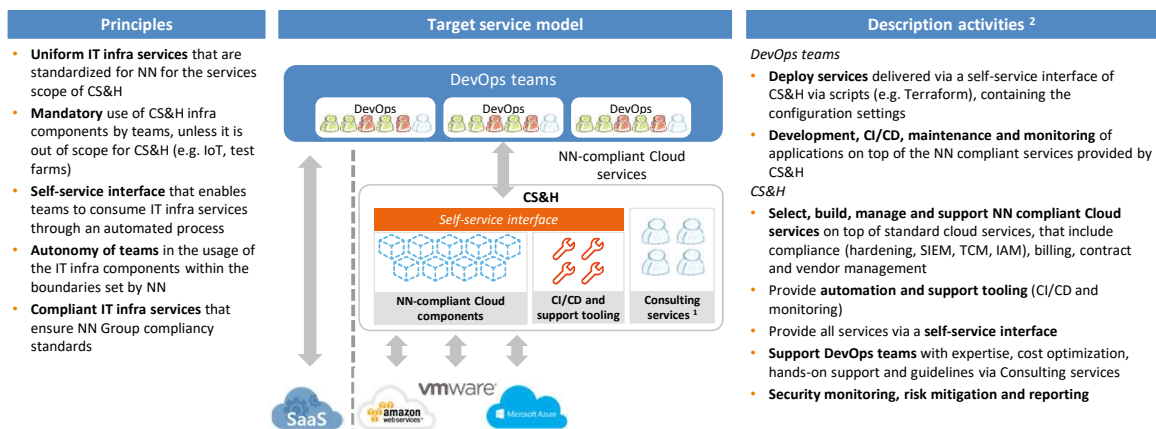 Principles
• Uniform IT infra services that are
standardized for NN for the services
scope of CS&H
• Mandatory use of CS&H infra
components by teams, unless it is
out of scope for CS&H (e.g. IoT, test
farms)
• Self-service interface that enables
teams to consume IT infra services
through an automated process
• Autonomy of teams in the usage of
the IT infra components within the
boundaries set by NN
• Compliant IT infra services that
ensure NN Group compliancy
standards
Target service model
DevOps teams
DevOps
DevOps
DevOps
NN-compliant Cloud
services
CS&H
Self-service interface
NN-compliant Cloud
components
CI/CD and
support tooling
Consulting
services 1
SaaS
amazon
webservices™
vmware®
Microsoft Azure
Description activities 2
DevOps teams
• Deploy services delivered via a self-service interface of
CS&H via scripts (e.g. Terraform), containing the
configuration settings
• Development, CI/CD, maintenance and monitoring of
applications on top of the NN compliant services provided by
CS&H
CS&H
• Select, build, manage and support NN compliant Cloud
services on top of standard cloud services, that include
compliance (hardening, SIEM, TCM, IAM), billing, contract
and vendor management
• Provide automation and support tooling (CI/CD and
monitoring)
• Provide all services via a self-service interface
• Support DevOps teams with expertise, cost optimization,
hands-on support and guidelines via Consulting services
• Security monitoring, risk mitigation and reporting